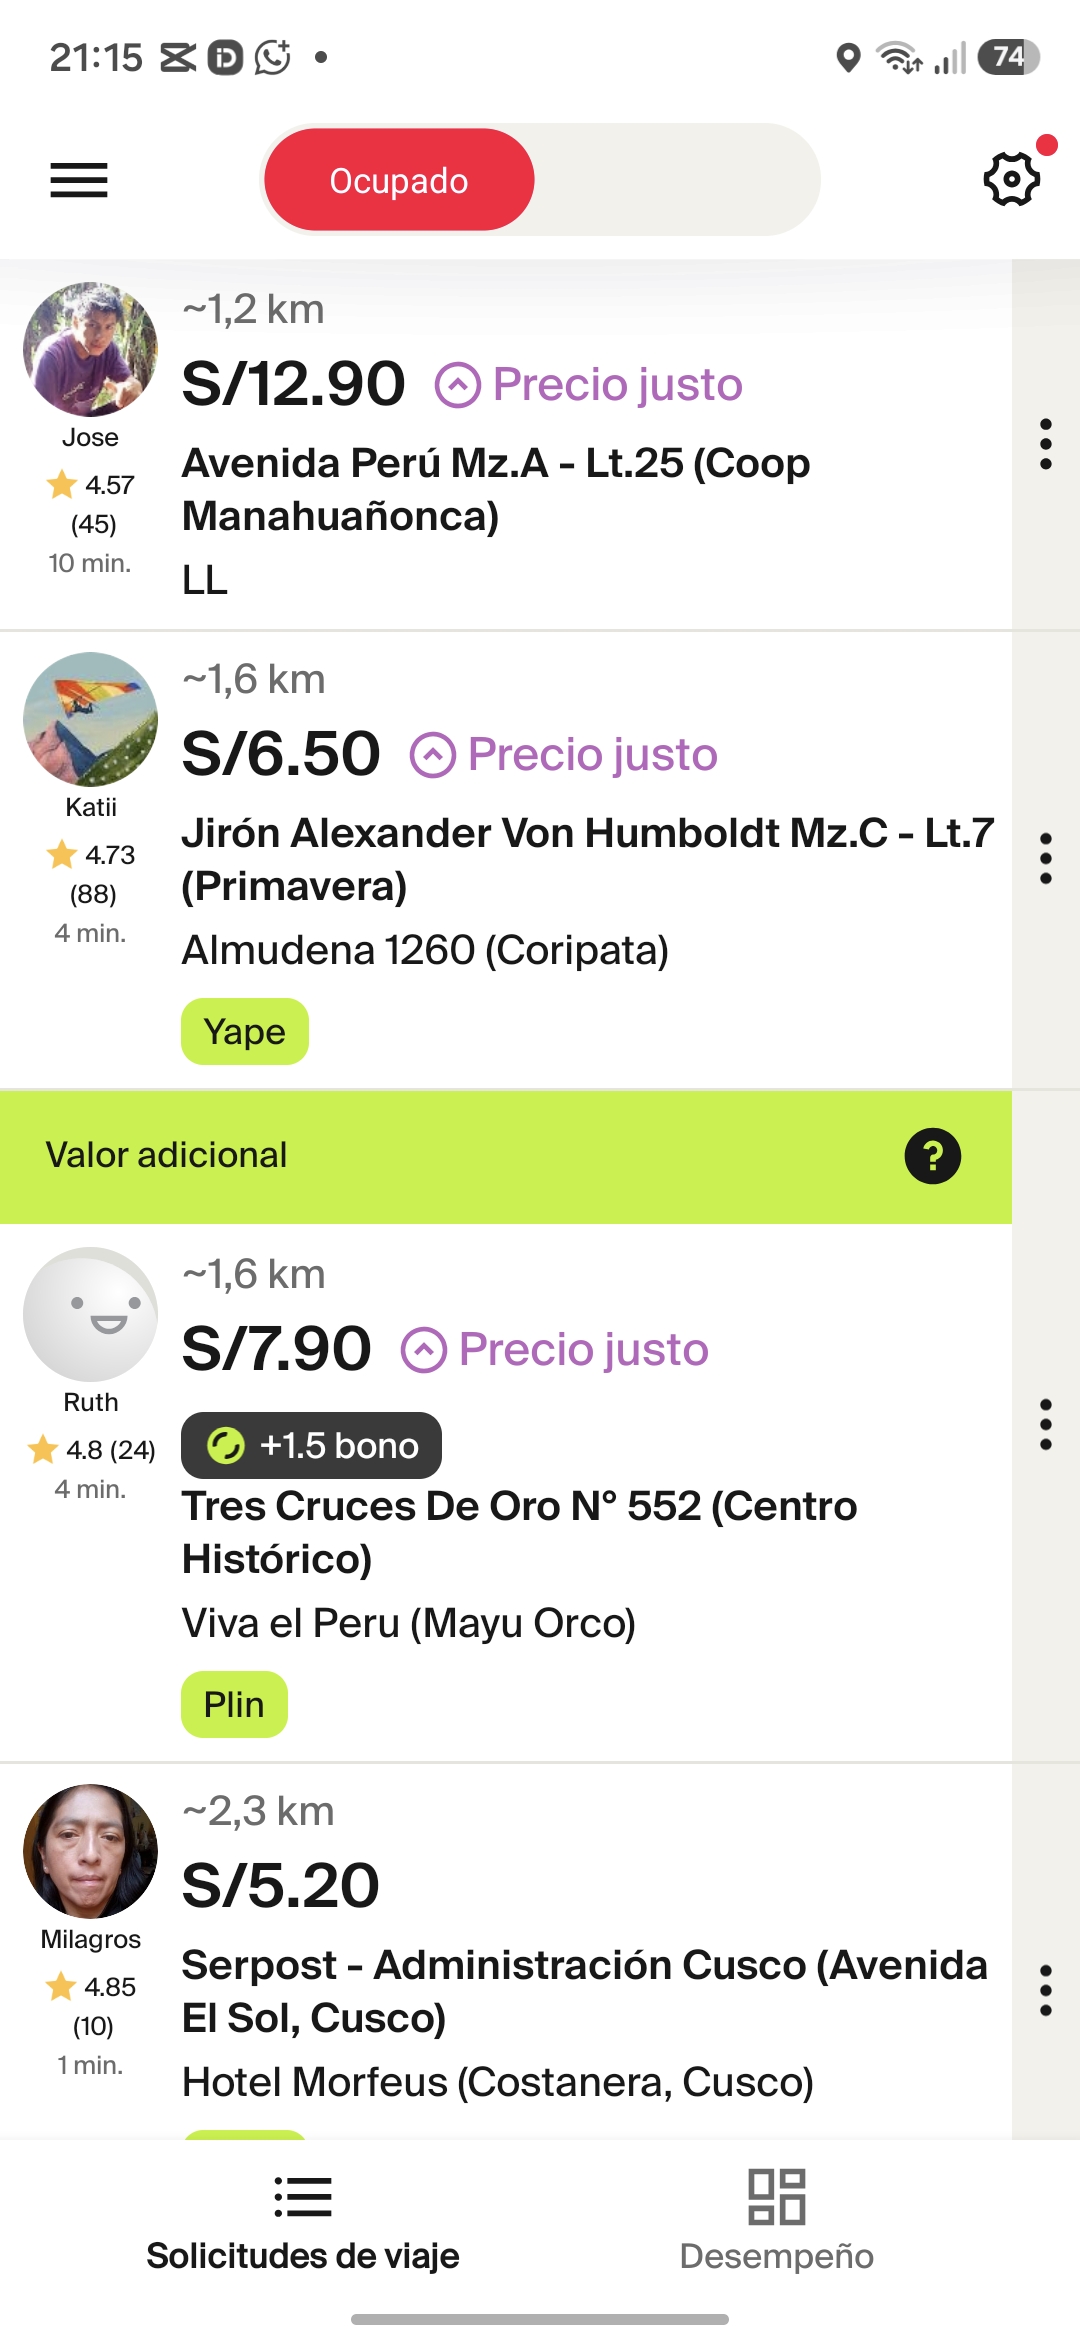 21:15
74
Ocupado
~1,2 km
S/12.90 Precio justo
Jose
4.57
(45)
10 min.
Avenida Perú Mz.A - Lt.25 (Coop
Manahuañonca)
LL
~1,6 km
S/6.50 Precio justo
Katii
4.73
(88)
4 min.
Jirón Alexander Von Humboldt Mz.C - Lt.7
(Primavera)
Almudena 1260 (Coripata)
Yape
Valor adicional
?
~1,6 km
S/7.90 Precio justo
Ruth
4.8 (24)
4 min.
+1.5 bono
Tres Cruces De Oro N° 552 (Centro
Histórico)
Viva el Peru (Mayu Orco)
Plin
~2,3 km
S/5.20
Milagros
4.85
(10)
1 min.
Serpost - Administración Cusco (Avenida
El Sol, Cusco)
Hotel Morfeus (Costanera, Cusco)
Solicitudes de viaje
Desempeño